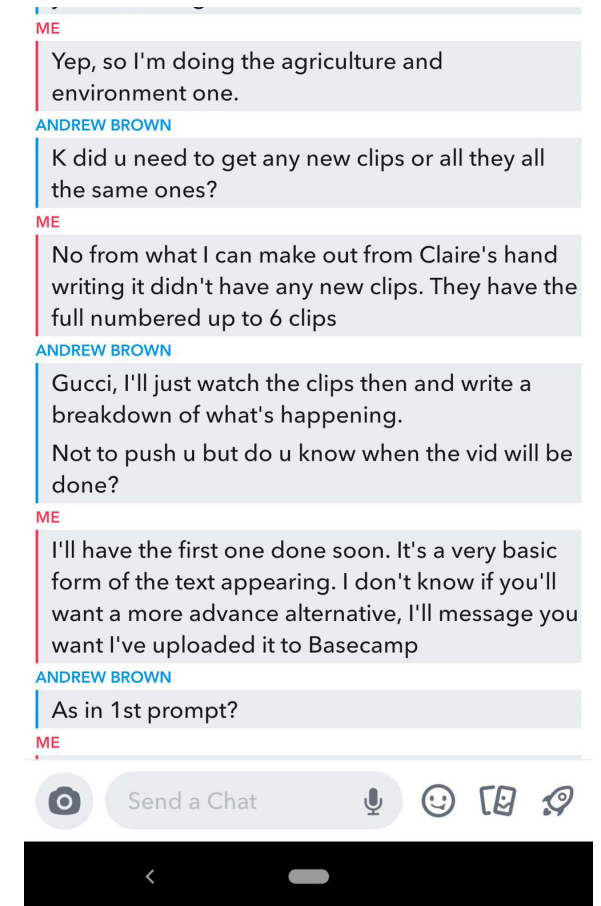 ME
Yep, so I'm doing the agriculture and
environment one.
ANDREW BROWN
K did u need to get any new clips or all they all
the same ones?
ME
No from what I can make out from Claire's hand
writing it didn't have any new clips. They have the
full numbered up to 6 clips
ANDREW BROWN
Gucci, I'll just watch the clips then and write a
breakdown of what's happening.
Not to push u but do u know when the vid will be
done?
ME
I'll have the first one done soon. It's a very basic
form of the text appearing. I don't know if you'll
want a more advance alternative, I'll message you
want I've uploaded it to Basecamp
ANDREW BROWN
As in 1st prompt?
ME
Send a Chat